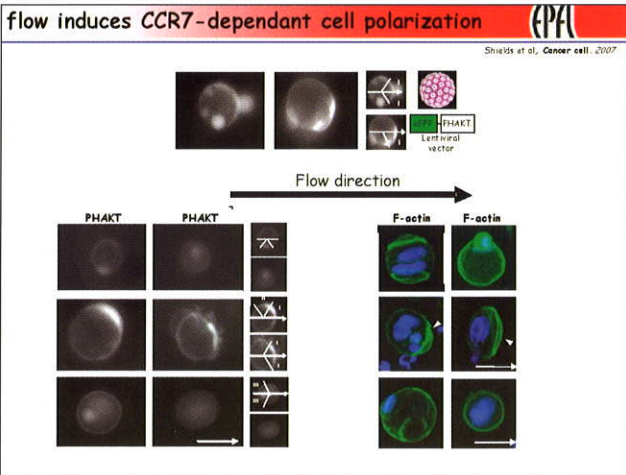 flow induces CCR7-dependant cell polarization
EPFL
Shields et al, Cancer cell. 2007
PHAKT
Lentiviral
vector
Flow direction
PHAKT PHAKT
F-actin F-actin